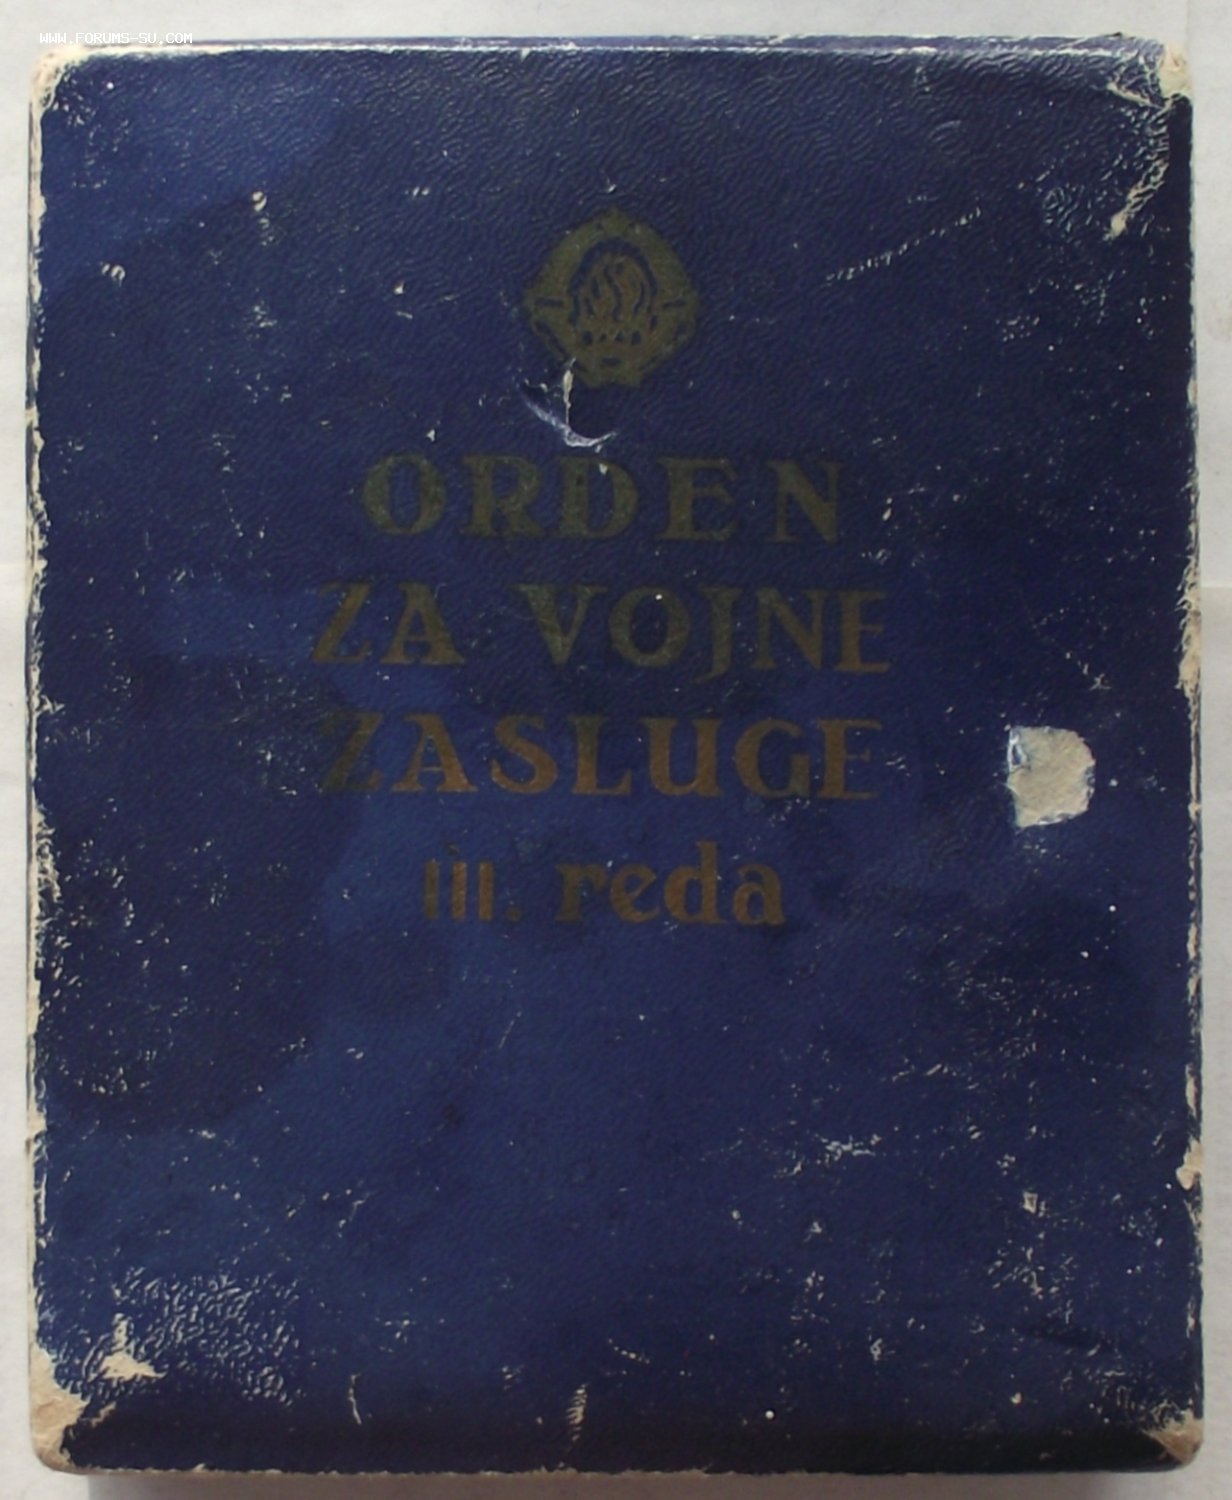 WWW.FORUMS-SU.COM
ORDEN
ZA VOJNE
ZASLUGE
III. reda